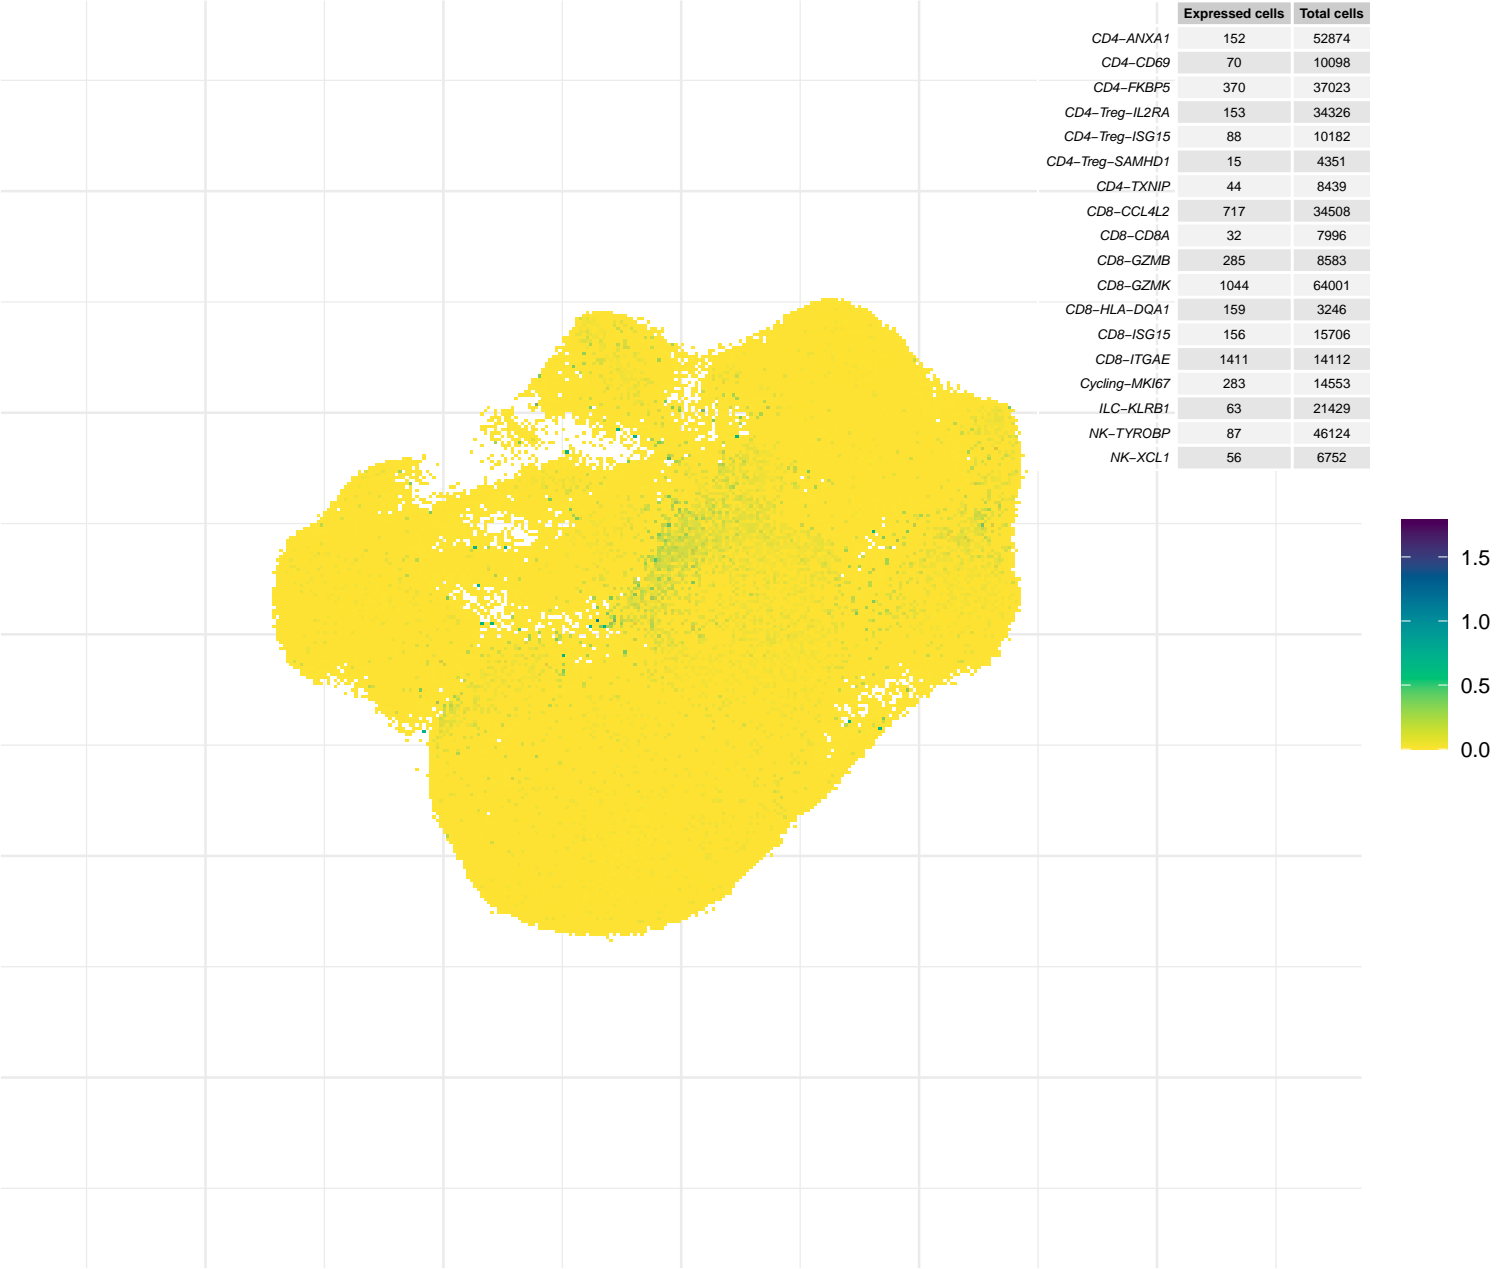 Expressed cells Total cells
CD4−ANXA1 152 52874
CD4−CD69 70 10098
CD4−FKBP5 370 37023
CD4−Treg−IL2RA 153 34326
CD4−Treg−ISG15 88 10182
CD4−Treg−SAMHD1 15 4351
CD4−TXNIP 44 8439
CD8−CCL4L2 717 34508
CD8−CD8A 32 7996
CD8−GZMB 285 8583
CD8−GZMK 1044 64001
CD8−HLA−DQA1 159 3246
CD8−ISG15 156 15706
CD8−ITGAE 1411 14112
Cycling−MKI67 283 14553
ILC−KLRB1 63 21429
NK−TYROBP 87 46124
NK−XCL1 56 6752
1.5
1.0
0.5
0.0